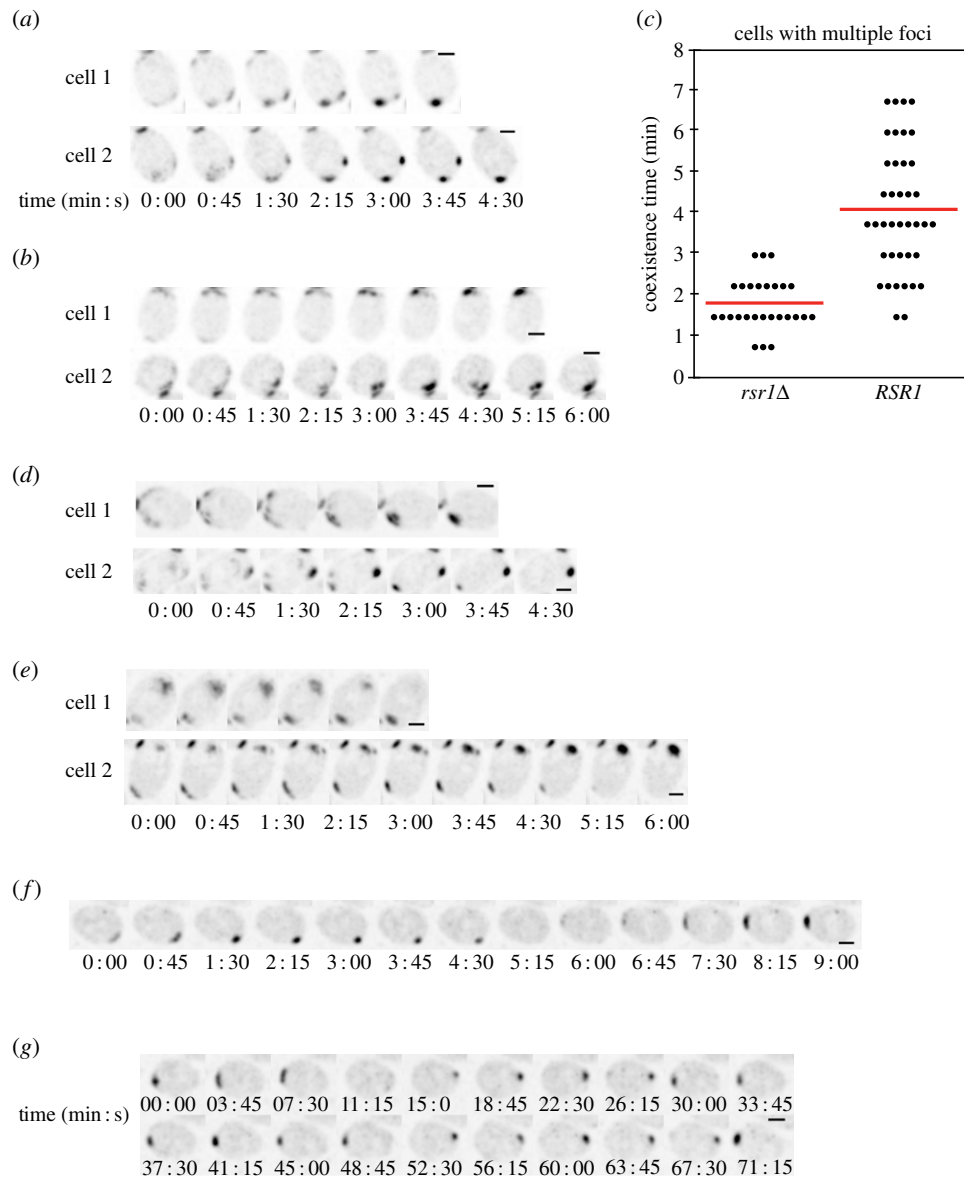 (a)
cell 1
cell 2
time (min : s)
0 : 00 0 : 45 1 : 30 2 : 15 3 : 00 3 : 45 4 : 30
(b)
cell 1
cell 2
0 : 00 0 : 45 1 : 30 2 : 15 3 : 00 3 : 45 4 : 30 5 : 15 6 : 00
(c)
cells with multiple foci
coexistence time (min)
8
7
6
5
4
3
2
1
0
rsr1Δ RSR1
(d)
cell 1
cell 2
0 : 00 0 : 45 1 : 30 2 : 15 3 : 00 3 : 45 4 : 30
(e)
cell 1
cell 2
0 : 00 0 : 45 1 : 30 2 : 15 3 : 00 3 : 45 4 : 30 5 : 15 6 : 00
(f)
0 : 00 0 : 45 1 : 30 2 : 15 3 : 00 3 : 45 4 : 30 5 : 15 6 : 00 6 : 45 7 : 30 8 : 15 9 : 00
(g)
time (min : s)
00 : 00 03 : 45 07 : 30 11 : 15 15 : 0 18 : 45 22 : 30 26 : 15 30 : 00 33 : 45
37 : 30 41 : 15 45 : 00 48 : 45 52 : 30 56 : 15 60 : 00 63 : 45 67 : 30 71 : 15